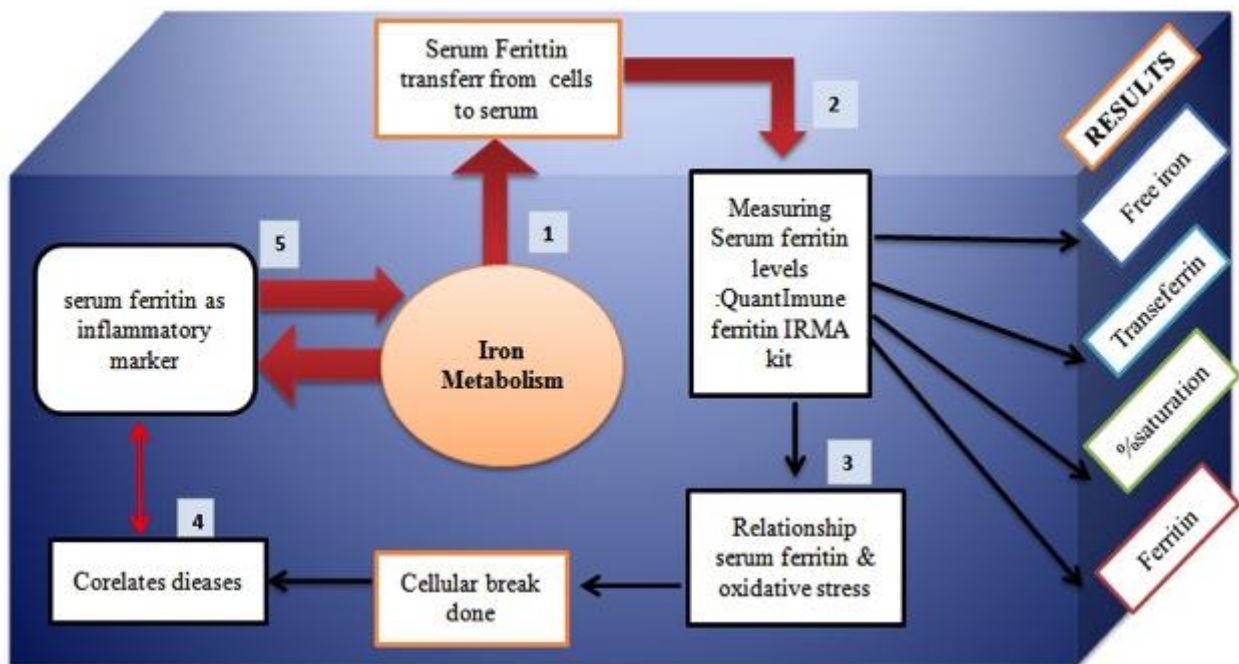 Serum Ferittin
transferr from cells
to serum
2
RESULTS
Free iron
Transeferrin
%saturation
Ferritin
1
Measuring
Serum ferritin
levels
:QuantImune
ferritin IRMA
kit
5
serum ferritin as
inflammatory
marker
Iron
Metabolism
3
Relationship
serum ferritin &
oxidative stress
4
Corelates dieases
Cellular break
done